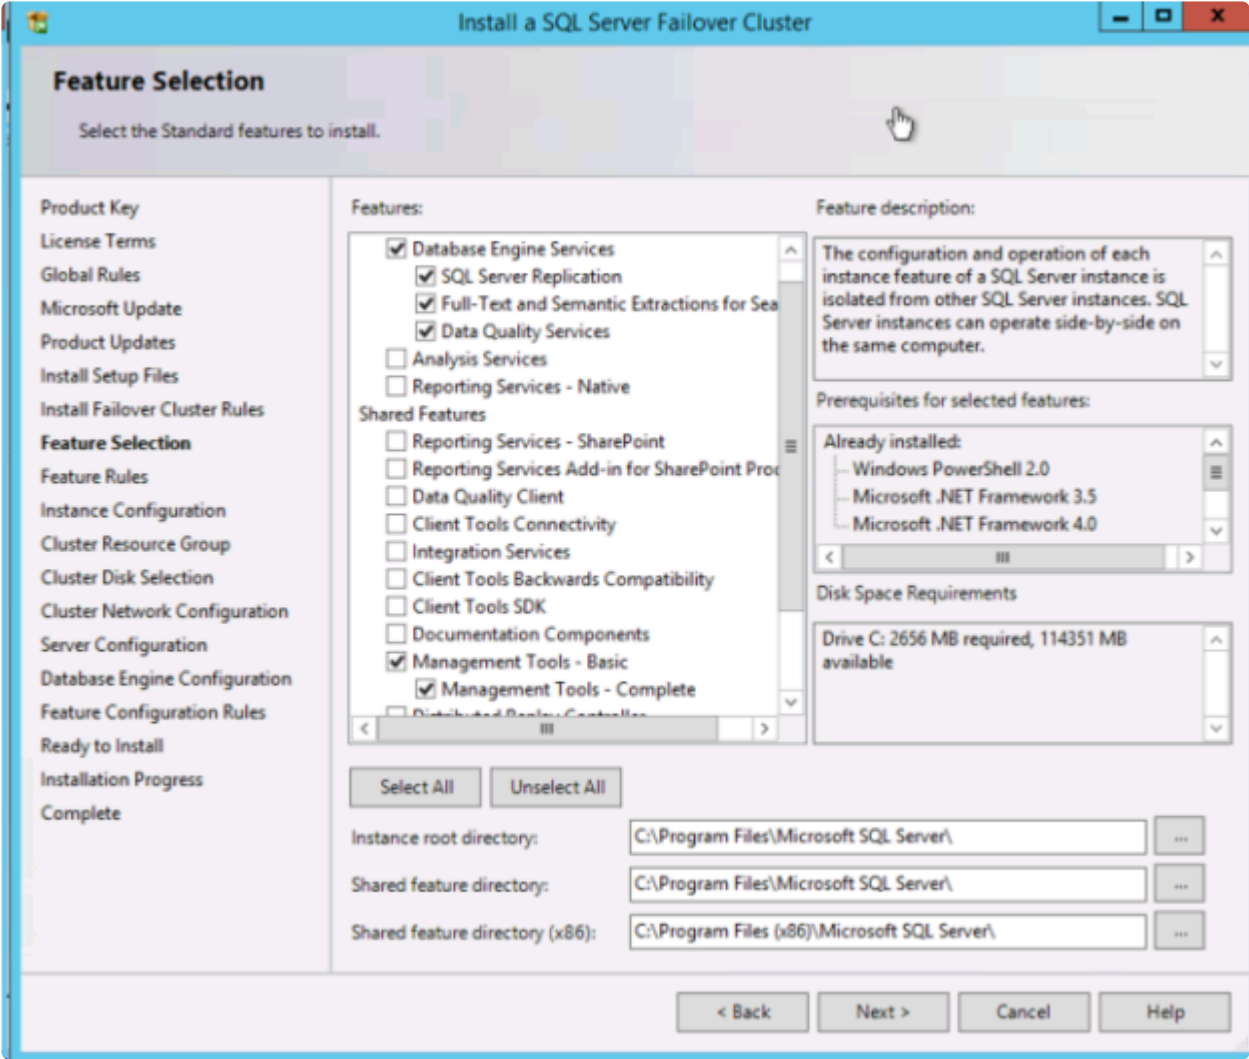 Install a SQL Server Failover Cluster
Feature Selection
Select the Standard features to install.
Product Key
License Terms
Global Rules
Microsoft Update
Product Updates
Install Setup Files
Install Failover Cluster Rules
Feature Selection
Feature Rules
Instance Configuration
Cluster Resource Group
Cluster Disk Selection
Cluster Network Configuration
Server Configuration
Database Engine Configuration
Feature Configuration Rules
Ready to Install
Installation Progress
Complete
Features:
Database Engine Services
SQL Server Replication
Full-Text and Semantic Extractions for Sea
Data Quality Services
Analysis Services
Reporting Services - Native
Shared Features
Reporting Services - SharePoint
Reporting Services Add-in for SharePoint Prod
Data Quality Client
Client Tools Connectivity
Integration Services
Client Tools Backwards Compatibility
Client Tools SDK
Documentation Components
Management Tools - Basic
Management Tools - Complete
Distributed Replay Controller
Feature description:
The configuration and operation of each
instance feature of a SQL Server instance is
isolated from other SQL Server instances. SQL
Server instances can operate side-by-side on
the same computer.
Prerequisites for selected features:
Already installed:
Windows PowerShell 2.0
Microsoft .NET Framework 3.5
Microsoft .NET Framework 4.0
Disk Space Requirements
Drive C: 2656 MB required, 114351 MB
available
Select All
Unselect All
Instance root directory:
C:\Program Files\Microsoft SQL Server\
...
Shared feature directory:
C:\Program Files\Microsoft SQL Server\
...
Shared feature directory (x86):
C:\Program Files (x86)\Microsoft SQL Server\
...
< Back
Next >
Cancel
Help